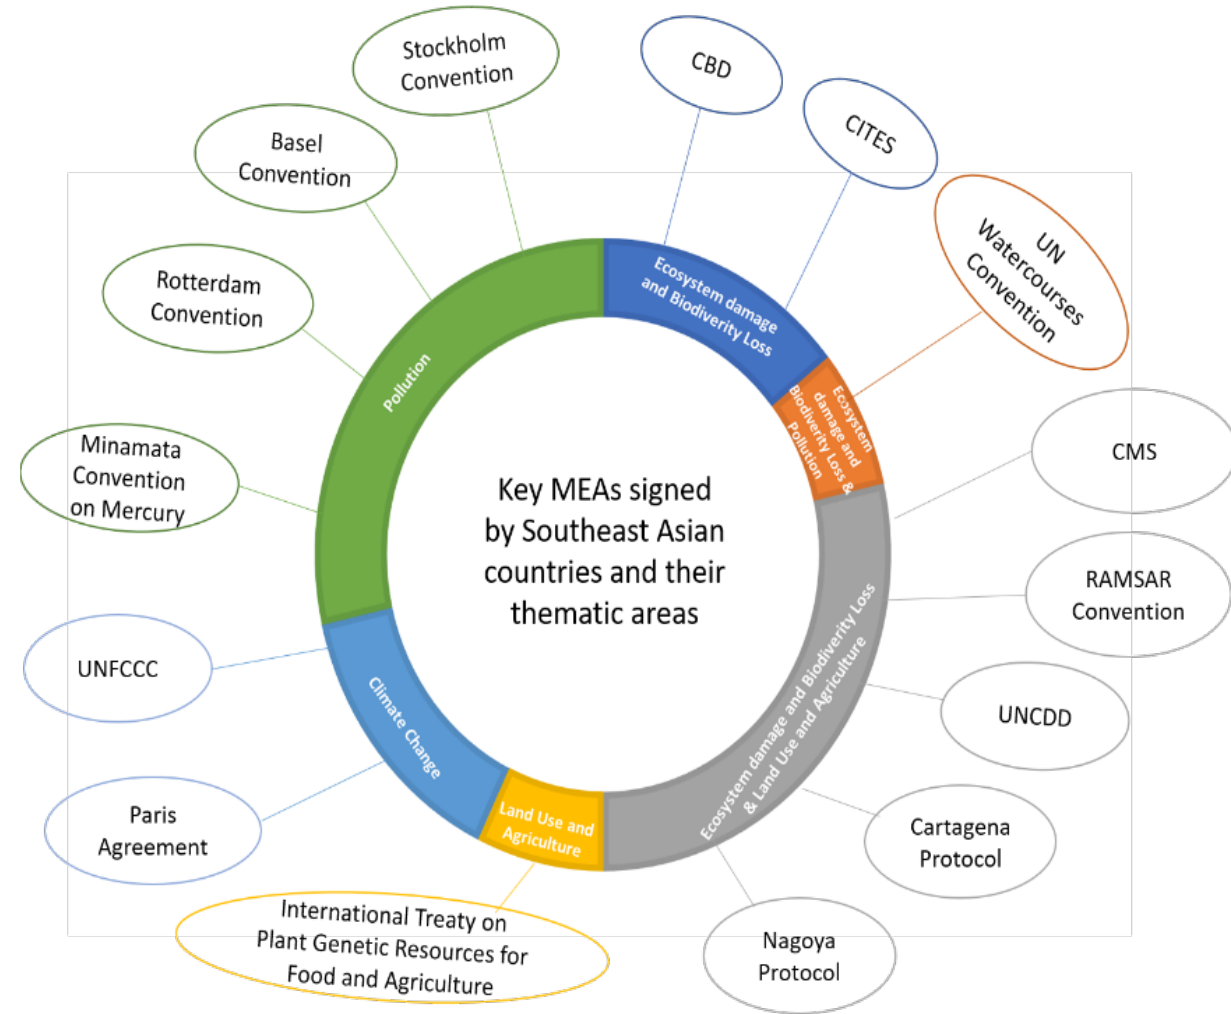 Stockholm
Convention
CBD
CITES
Basel
Convention
UN
Watercourses
Convention
Rotterdam
Convention
Ecosystem damage
and Biodiverity Loss
Pollution
Ecosystem
damage and
Biodiverity Loss &
Pollution
Minamata
Convention
on Mercury
CMS
Key MEAs signed
by Southeast Asian
countries and their
thematic areas
RAMSAR
Convention
UNFCCC
Climate Change
Ecosystem damage and Biodiverity Loss
& Land Use and Agriculture
UNCDD
Paris
Agreement
Land Use and
Agriculture
Cartagena
Protocol
International Treaty on
Plant Genetic Resources for
Food and Agriculture
Nagoya
Protocol